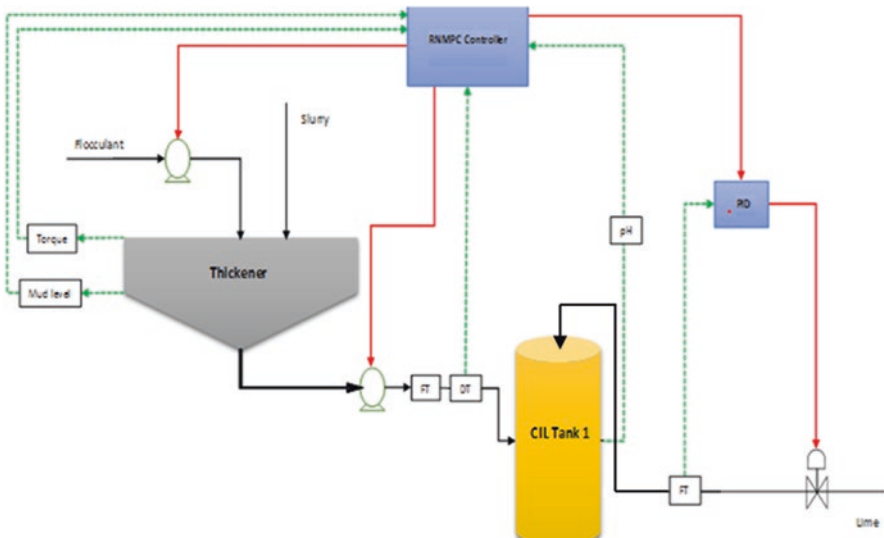 RNMPC Controller
Slurry
Flocculant
PID
Torque
pH
Thickener
Mud level
FT
DT
CIL Tank 1
FT
Lime